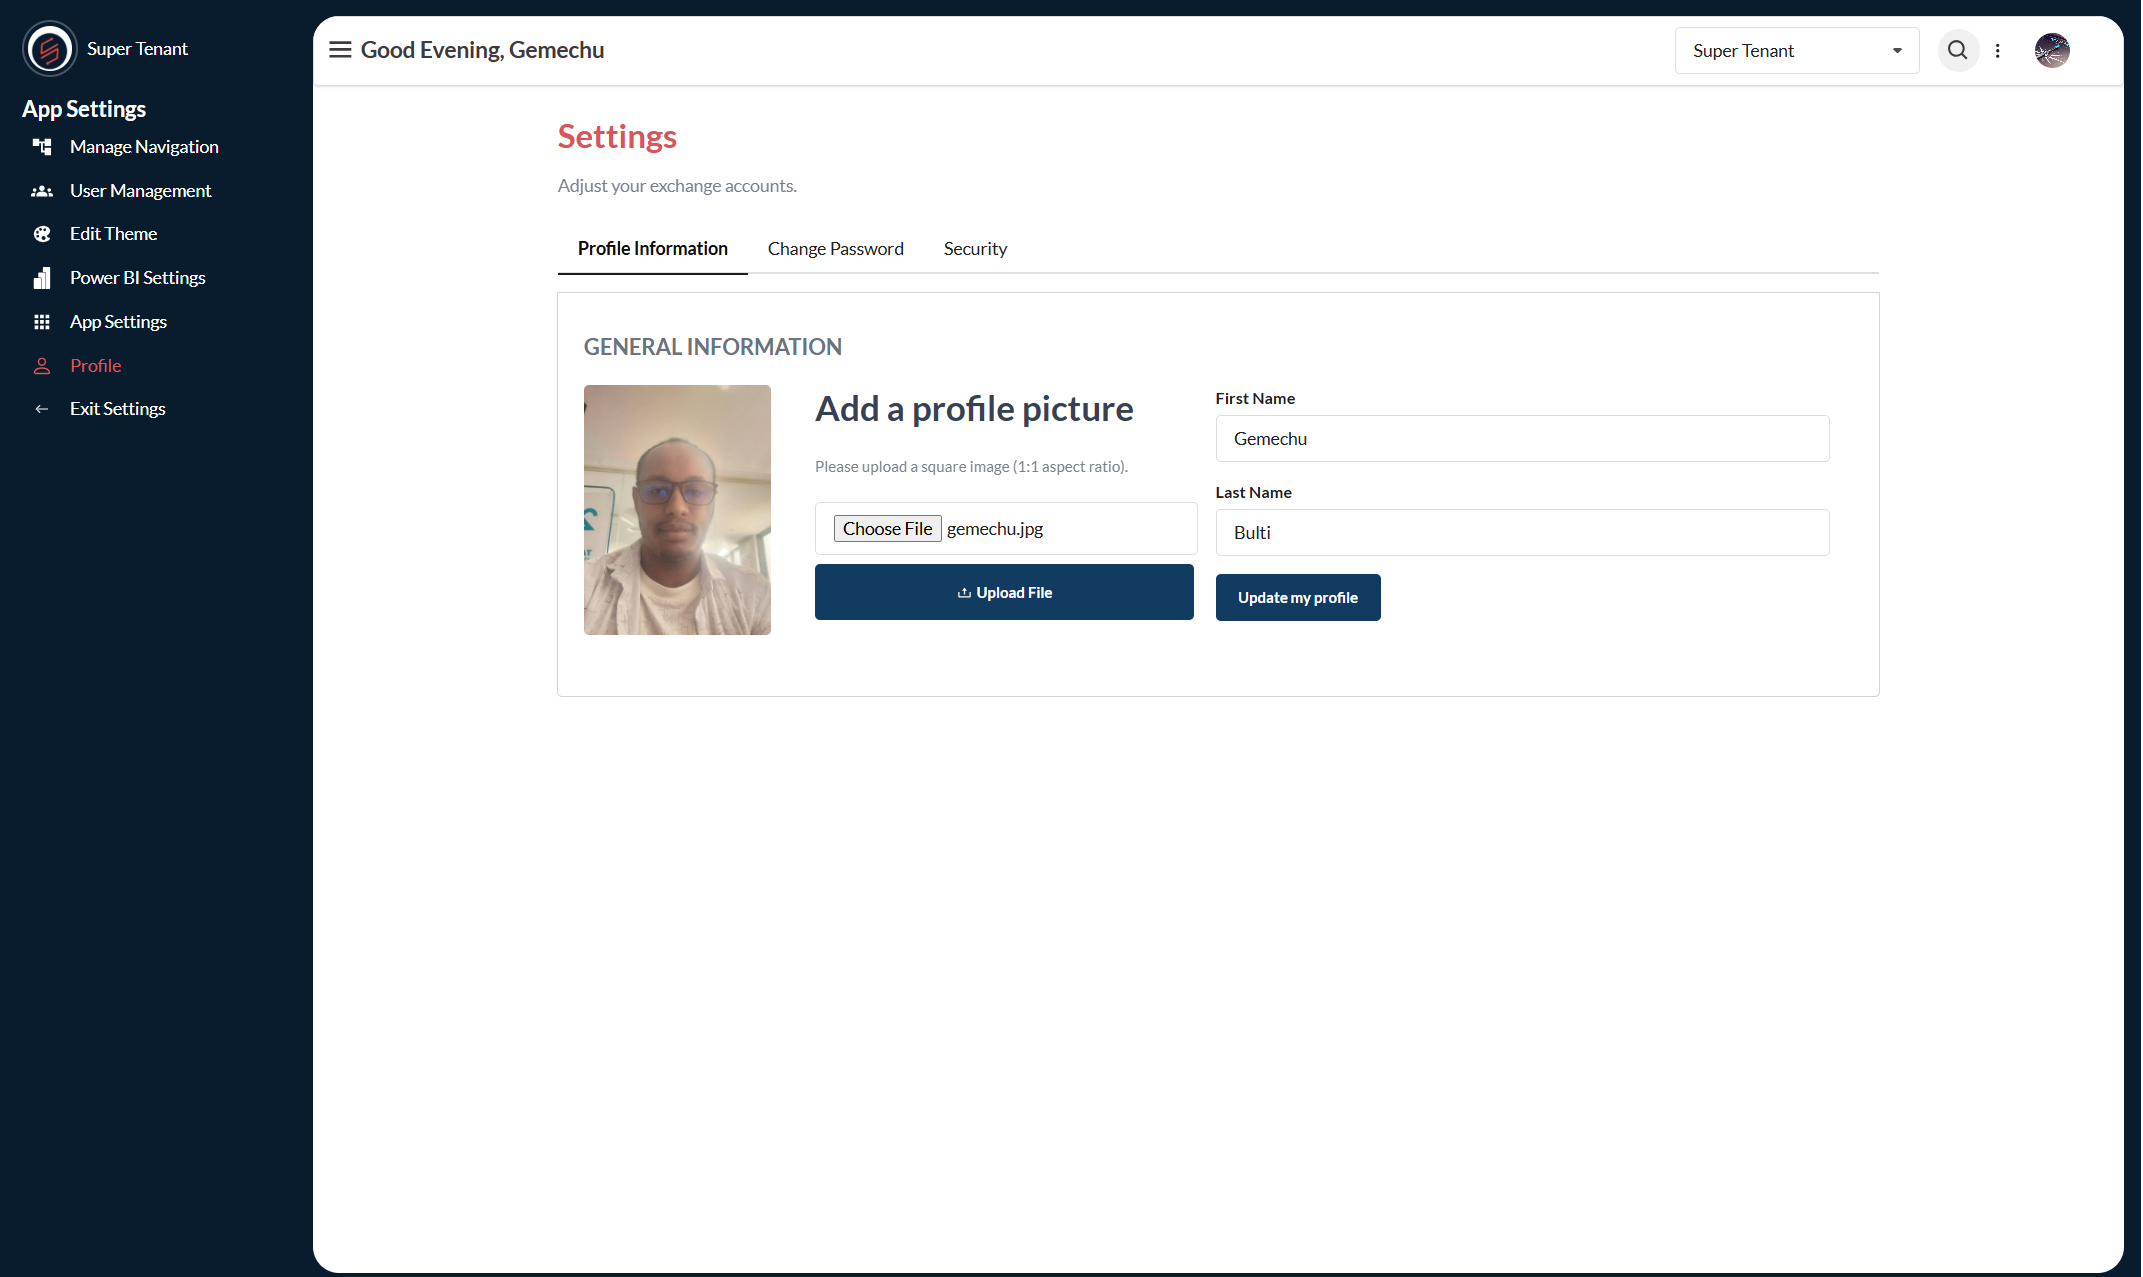 Super Tenant
App Settings
Manage Navigation
User Management
Edit Theme
Power BI Settings
App Settings
Profile
Exit Settings
Good Evening, Gemechu
Super Tenant
Settings
Adjust your exchange accounts.
Profile Information
Change Password
Security
GENERAL INFORMATION
Add a profile picture
Please upload a square image (1:1 aspect ratio).
Choose File gemechu.jpg
Upload File
First Name
Gemechu
Last Name
Bulti
Update my profile